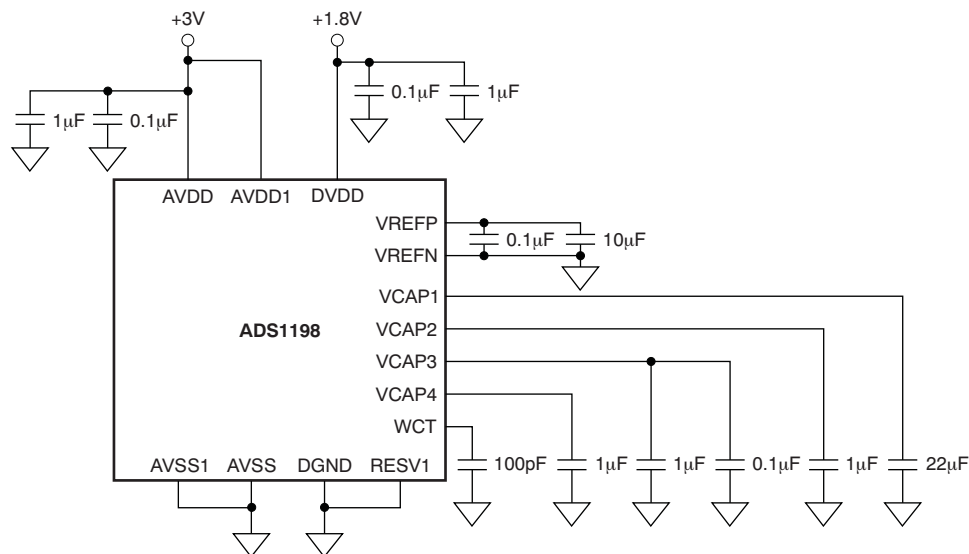 +3V +1.8V
0.1μF 1μF
1μF 0.1μF
AVDD AVDD1 DVDD
VREFP
0.1μF 10μF
VREFN
VCAP1
ADS1198 VCAP2
VCAP3
VCAP4
WCT
AVSS1 AVSS DGND RESV1 100pF 1μF 1μF 0.1μF 1μF 22μF